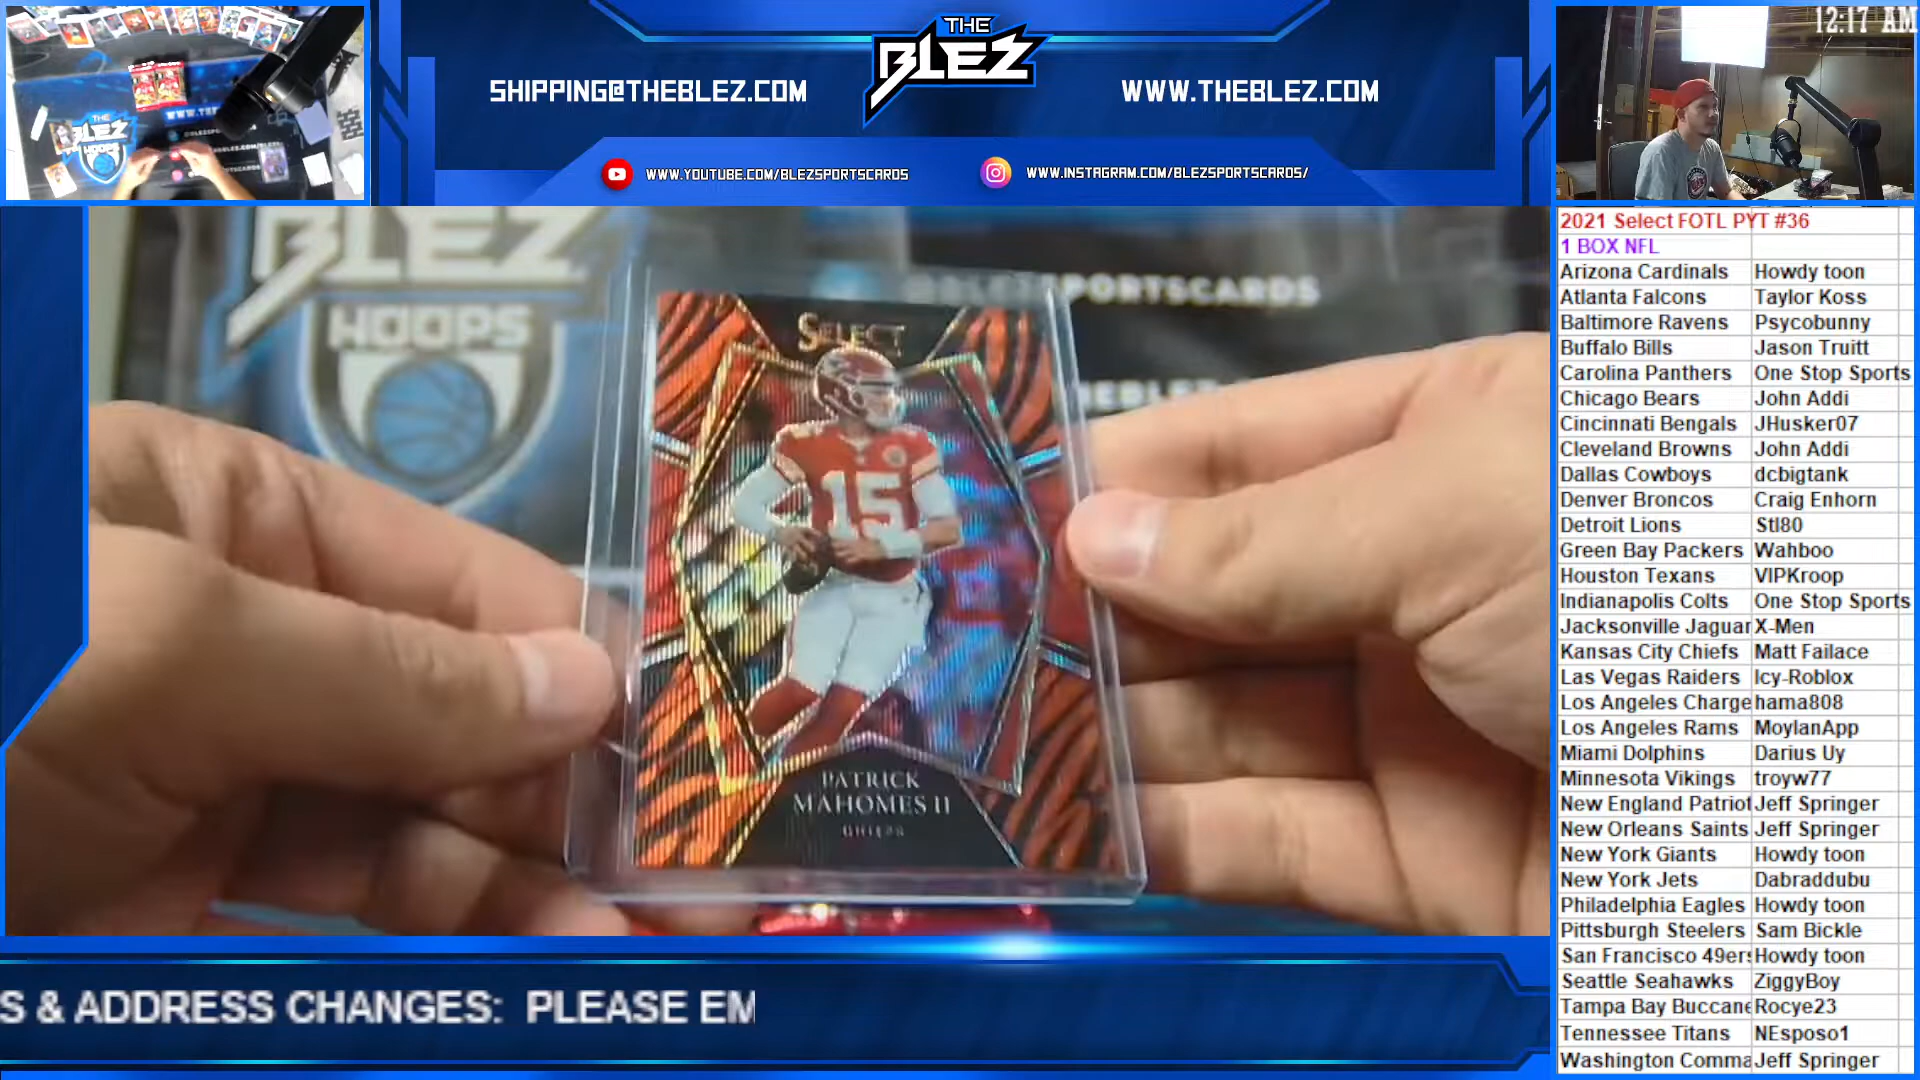 THE
BLEZ
SHIPPING@THEBLEZ.COM
WWW.THEBLEZ.COM
WWW.YOUTUBE.COM/BLEZSPORTSCARDS
WWW.INSTAGRAM.COM/BLEZSPORTSCARDS/
12:17 AM
THE
BLEZ
HOOPS
BLEZ
HOOPS
SPORTSCARDS
SELECT
15
PATRICK
MAHOMES II
CHIEFS
S & ADDRESS CHANGES: PLEASE EM
2021 Select FOTL PYT #36
1 BOX NFL
Arizona Cardinals Howdy toon
Atlanta Falcons Taylor Koss
Baltimore Ravens Psycobunny
Buffalo Bills Jason Truitt
Carolina Panthers One Stop Sports
Chicago Bears John Addi
Cincinnati Bengals JHusker07
Cleveland Browns John Addi
Dallas Cowboys dcbigtank
Denver Broncos Craig Enhorn
Detroit Lions Stl80
Green Bay Packers Wahboo
Houston Texans VIPKroop
Indianapolis Colts One Stop Sports
Jacksonville Jaguar X-Men
Kansas City Chiefs Matt Failace
Las Vegas Raiders Icy-Roblox
Los Angeles Charge hama808
Los Angeles Rams MoylanApp
Miami Dolphins Darius Uy
Minnesota Vikings troyw77
New England Patriot Jeff Springer
New Orleans Saints Jeff Springer
New York Giants Howdy toon
New York Jets Dabraddubu
Philadelphia Eagles Howdy toon
Pittsburgh Steelers Sam Bickle
San Francisco 49ers Howdy toon
Seattle Seahawks ZiggyBoy
Tampa Bay Buccane Rocye23
Tennessee Titans NEsposo1
Washington Comma Jeff Springer